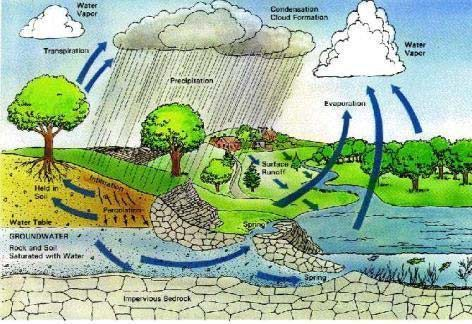 Water
Vapor
Condensation
Cloud Formation
Water
Vapor
Transpiration
Precipitation
Evaporation
Surface
Runoff
Infiltration
Held in
Soil
Percolation
Water Table
Spring
GROUNDWATER
Rock and Soil
Saturated with Water
Spring
Impervious Bedrock